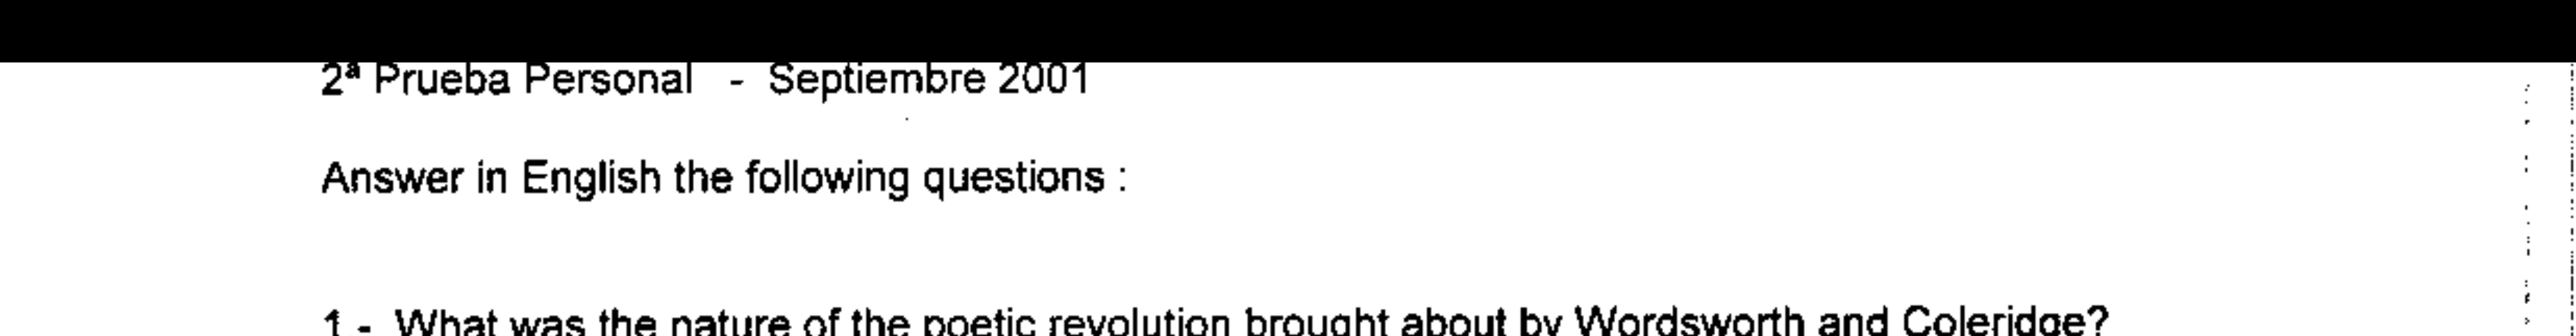 2ª Prueba Personal - Septiembre 2001
Answer in English the following questions :
1 - What was the nature of the poetic revolution brought about by Wordsworth and Coleridge?